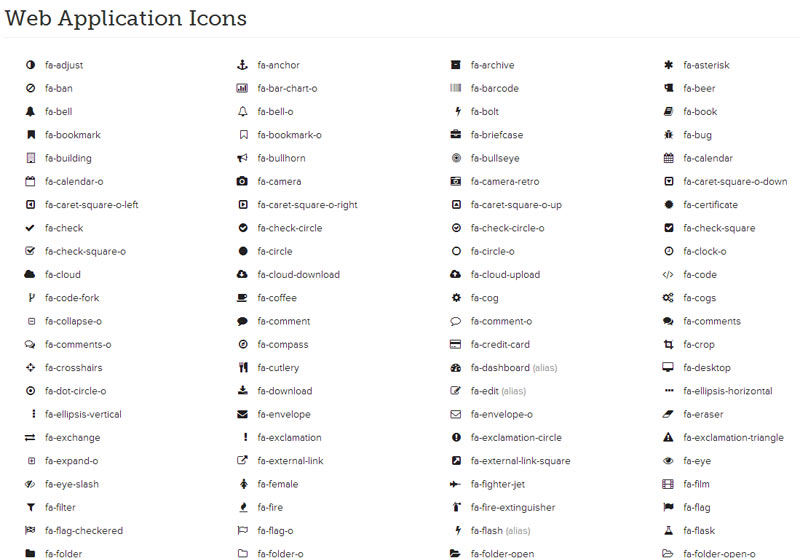 Web Application Icons
fa-adjust fa-anchor fa-archive fa-asterisk
fa-ban fa-bar-chart-o fa-barcode fa-beer
fa-bell fa-bell-o fa-bolt fa-book
fa-bookmark fa-bookmark-o fa-briefcase fa-bug
fa-building fa-bullhorn fa-bullseye fa-calendar
fa-calendar-o fa-camera fa-camera-retro fa-caret-square-o-down
fa-caret-square-o-left fa-caret-square-o-right fa-caret-square-o-up fa-certificate
fa-check fa-check-circle fa-check-circle-o fa-check-square
fa-check-square-o fa-circle fa-circle-o fa-clock-o
fa-cloud fa-cloud-download fa-cloud-upload fa-code
fa-code-fork fa-coffee fa-cog fa-cogs
fa-collapse-o fa-comment fa-comment-o fa-comments
fa-comments-o fa-compass fa-credit-card fa-crop
fa-crosshairs fa-cutlery fa-dashboard (alias) fa-desktop
fa-dot-circle-o fa-download fa-edit (alias) fa-ellipsis-horizontal
fa-ellipsis-vertical fa-envelope fa-envelope-o fa-eraser
fa-exchange fa-exclamation fa-exclamation-circle fa-exclamation-triangle
fa-expand-o fa-external-link fa-external-link-square fa-eye
fa-eye-slash fa-female fa-fighter-jet fa-film
fa-filter fa-fire fa-fire-extinguisher fa-flag
fa-flag-checkered fa-flag-o fa-flash (alias) fa-flask
fa-folder fa-folder-o fa-folder-open fa-folder-open-o